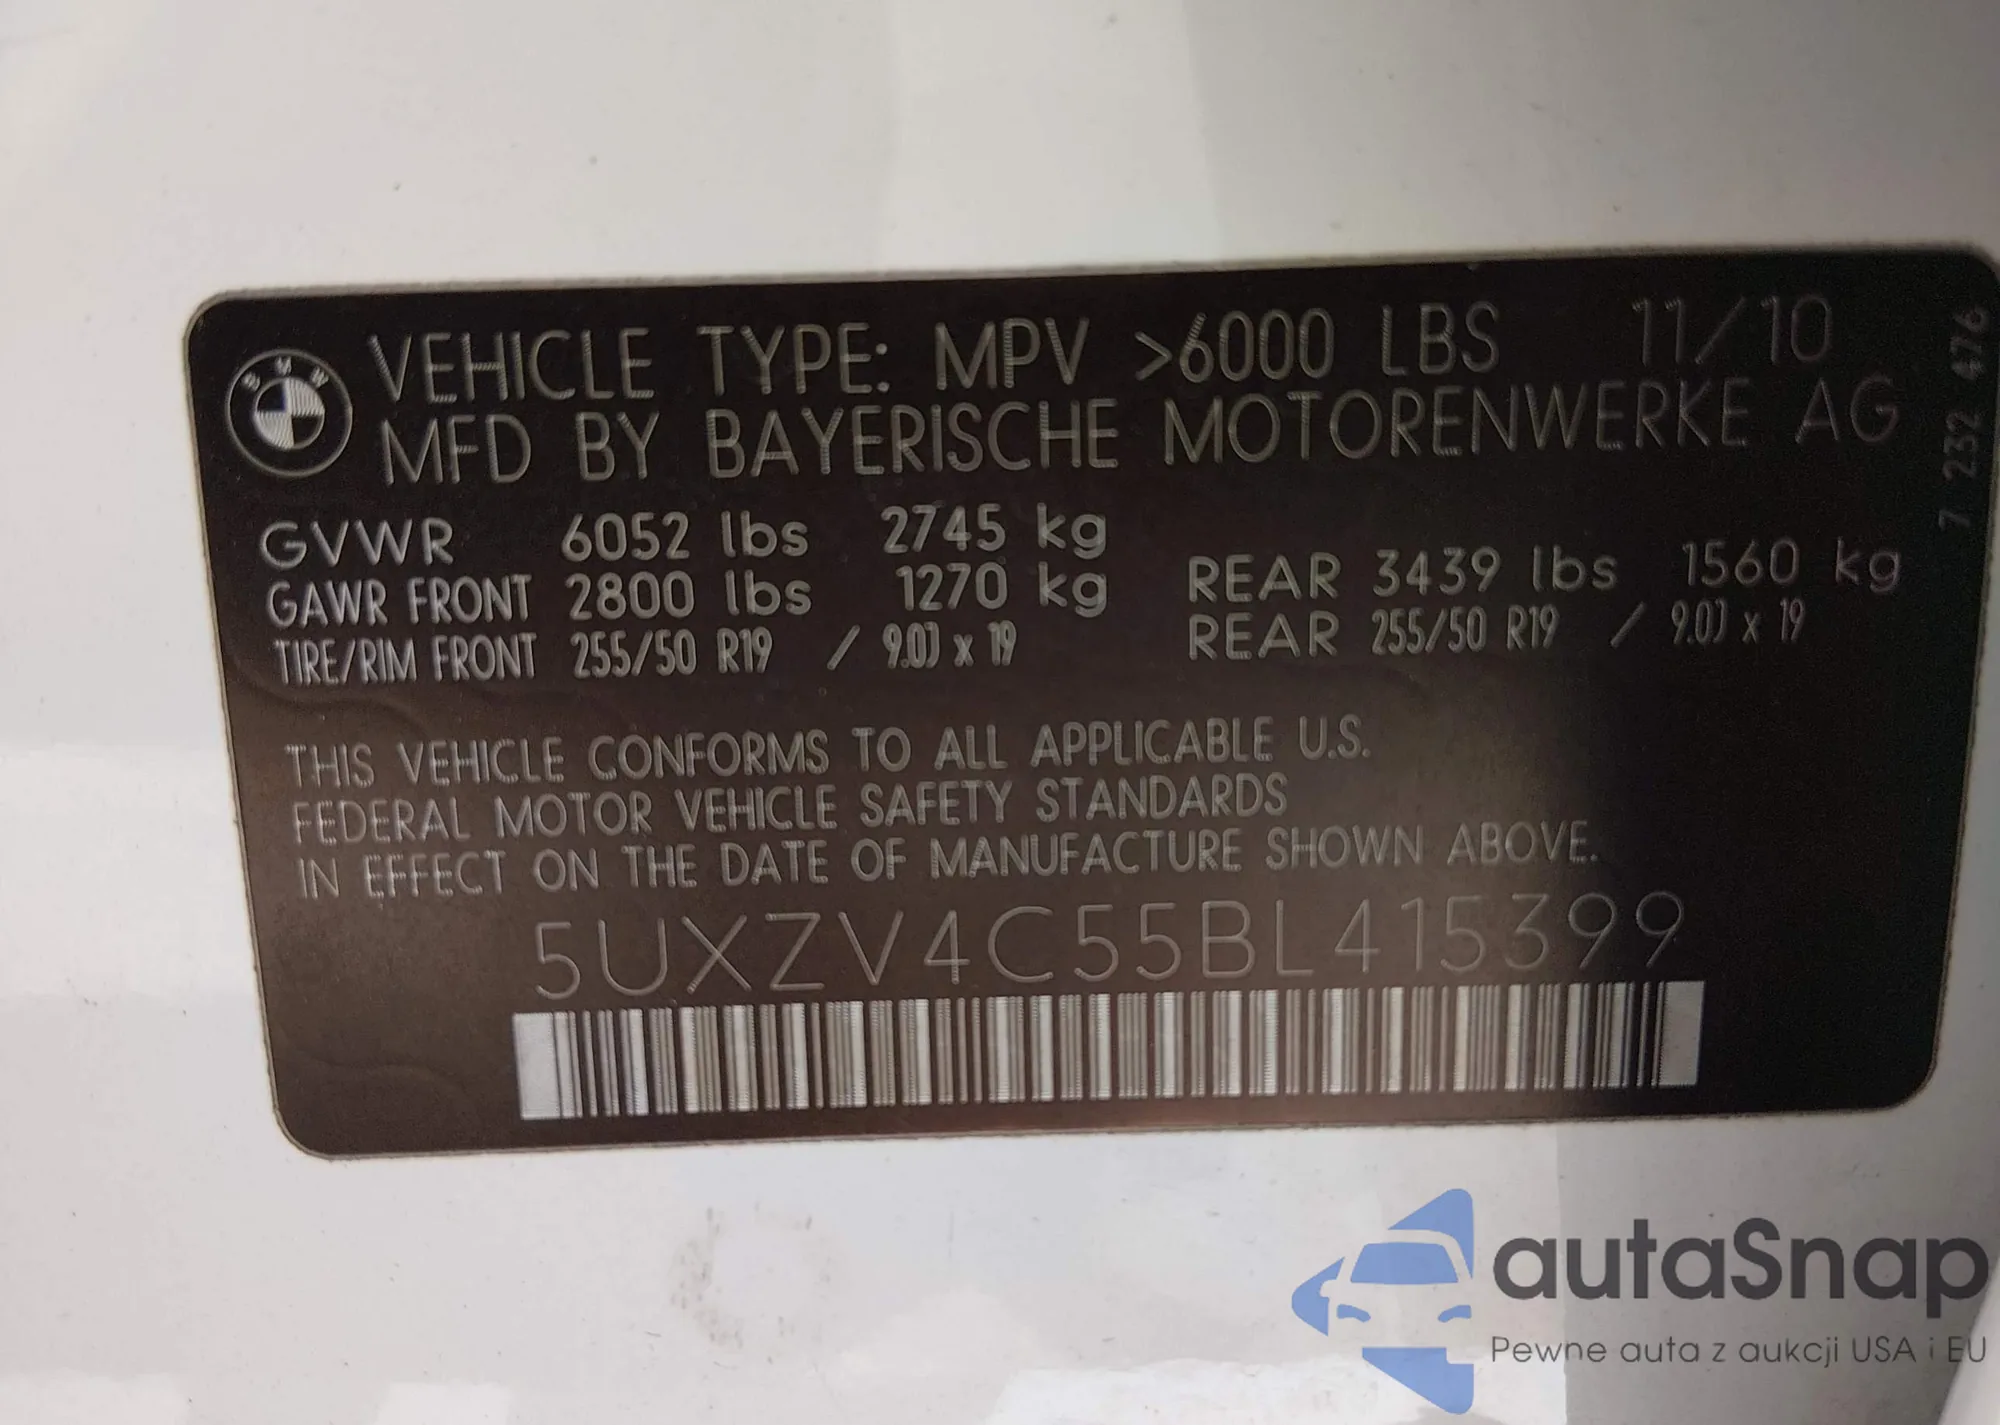 BMW
VEHICLE TYPE: MPV >6000 LBS 11/10
MFD BY BAYERISCHE MOTORENWERKE AG
GVWR 6052 lbs 2745 kg
GAWR FRONT 2800 lbs 1270 kg REAR 3439 lbs 1560 kg
TIRE/RIM FRONT 255/50 R19 / 9.0J x 19 REAR 255/50 R19 / 9.0J x 19
7 232 476
THIS VEHICLE CONFORMS TO ALL APPLICABLE U.S.
FEDERAL MOTOR VEHICLE SAFETY STANDARDS
IN EFFECT ON THE DATE OF MANUFACTURE SHOWN ABOVE.
5UXZV4C55BL415399
autaSnap
Pewne auta z aukcji USA i EU